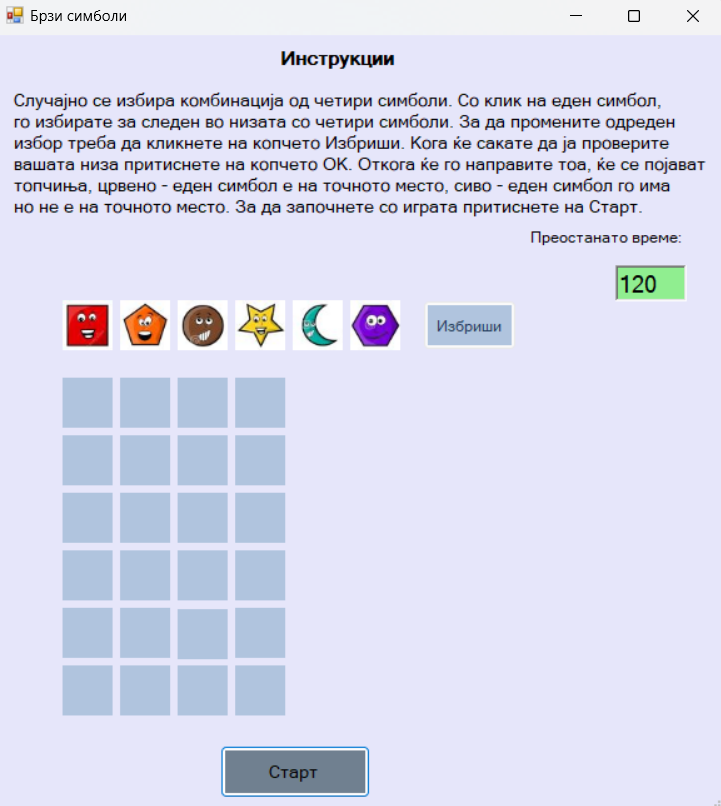 Брзи симболи
Инструкции
Случајно се избира комбинација од четири симболи. Со клик на еден симбол,
го избирате за следен во низата со четири симболи. За да промените одреден
избор треба да кликнете на копчето Избриши. Кога ќе сакате да ја проверите
вашата низа притиснете на копчето ОК. Откога ќе го направите тоа, ќе се појават
топчиња, црвено - еден симбол е на точното место, сиво - еден симбол го има
но не е на точното место. За да започнете со играта притиснете на Старт.
Преостанато време:
120
Избриши
Старт